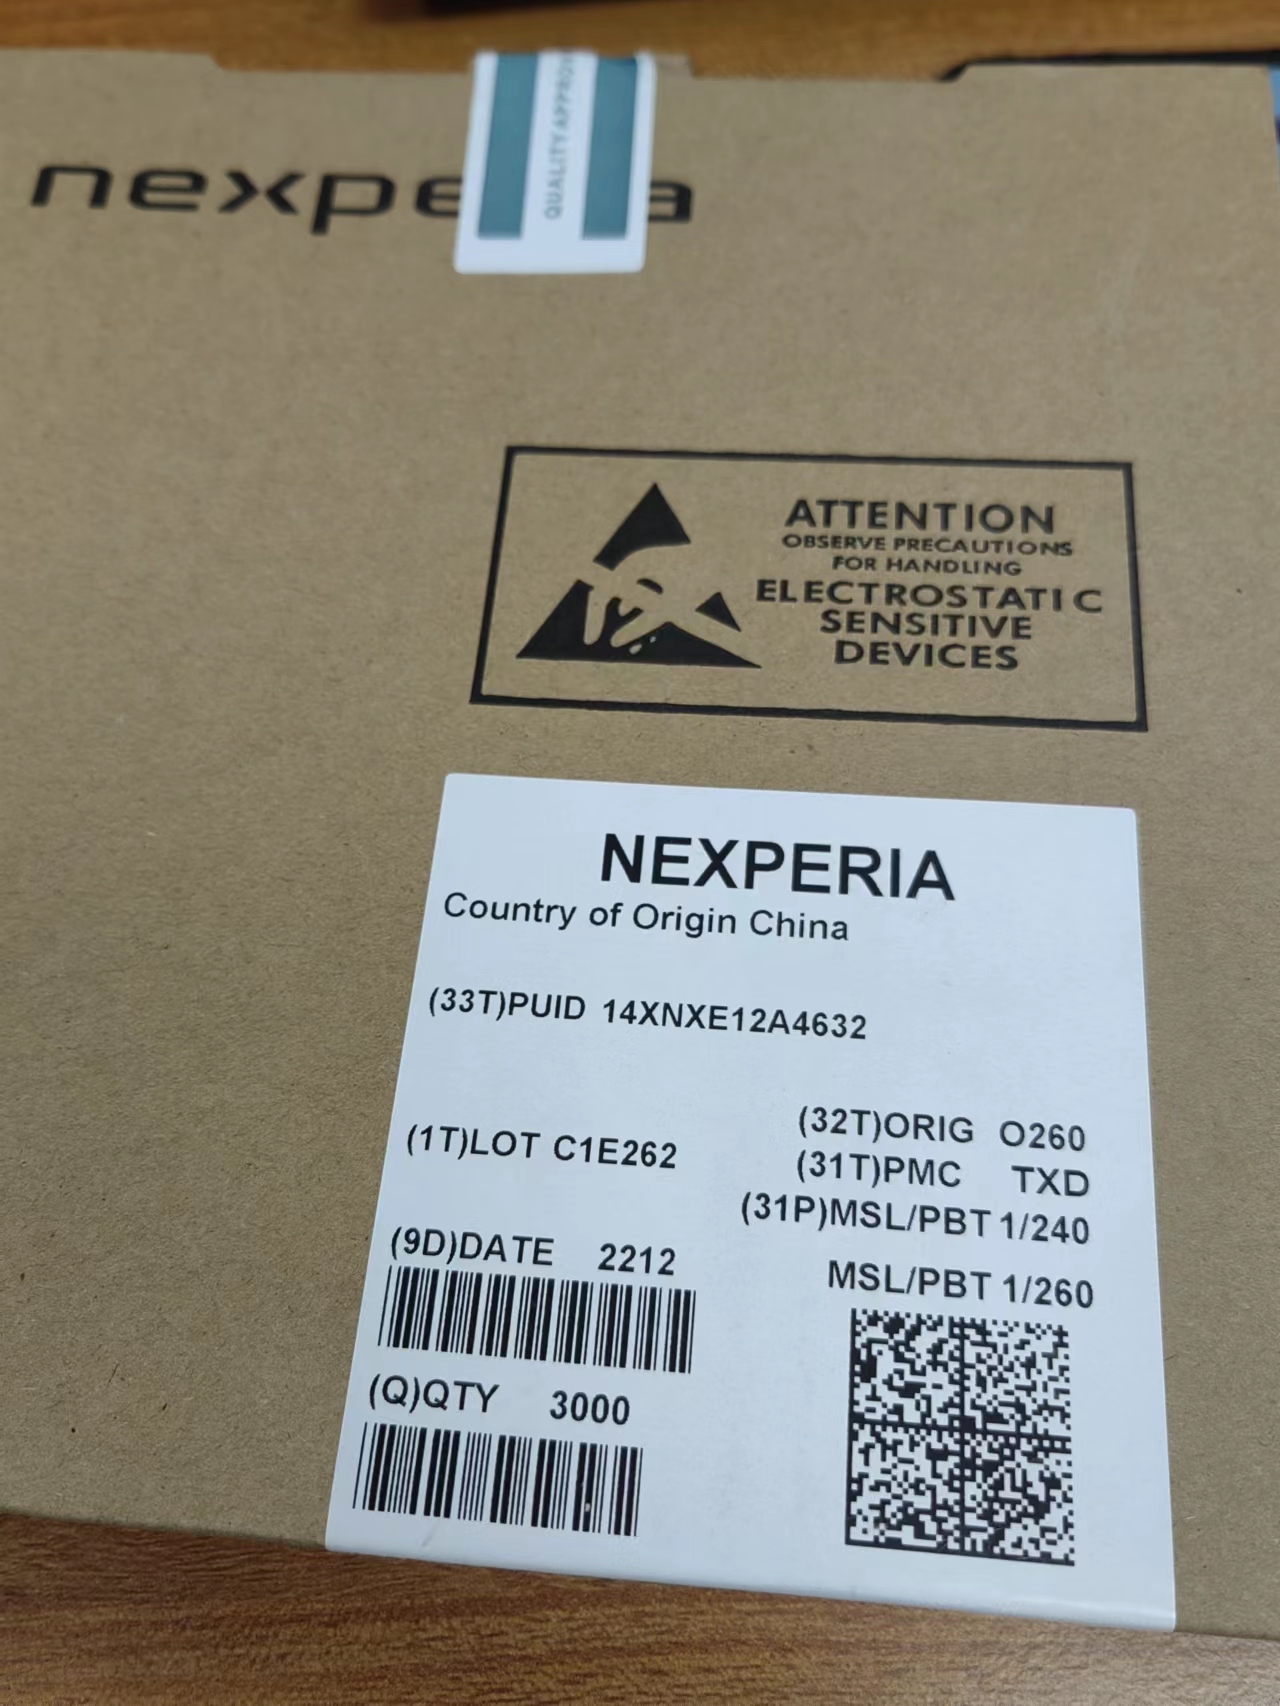 QUALITY APPROV
nexpe a
ATTENTION
OBSERVE PRECAUTIONS
FOR HANDLING
ELECTROSTATIC
SENSITIVE
DEVICES
NEXPERIA
Country of Origin China
(33T)PUID 14XNXE12A4632
(32T)ORIG O260
(1T)LOT C1E262
(31T)PMC TXD
(31P)MSL/PBT 1/240
(9D)DATE 2212
MSL/PBT 1/260
(Q)QTY 3000